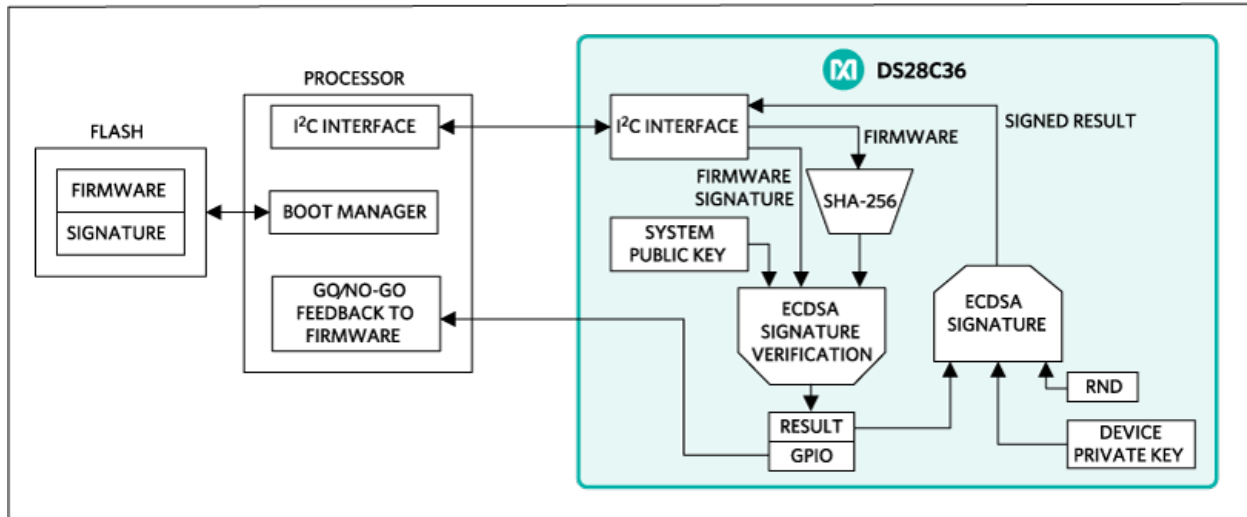 DS28C36
PROCESSOR
FLASH
FIRMWARE
SIGNATURE
I²C INTERFACE
BOOT MANAGER
GO/NO-GO
FEEDBACK TO
FIRMWARE
I²C INTERFACE
FIRMWARE
SIGNED RESULT
FIRMWARE
SIGNATURE
SHA-256
SYSTEM
PUBLIC KEY
ECDSA
SIGNATURE
VERIFICATION
ECDSA
SIGNATURE
RND
RESULT
GPIO
DEVICE
PRIVATE KEY